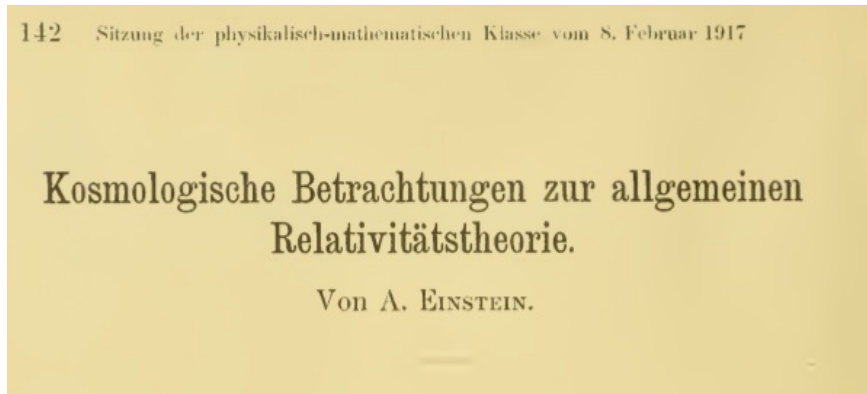 142 Sitzung der physikalisch-mathematischen Klasse vom 8. Februar 1917
Kosmologische Betrachtungen zur allgemeinen
Relativitätstheorie.
Von A. Einstein.